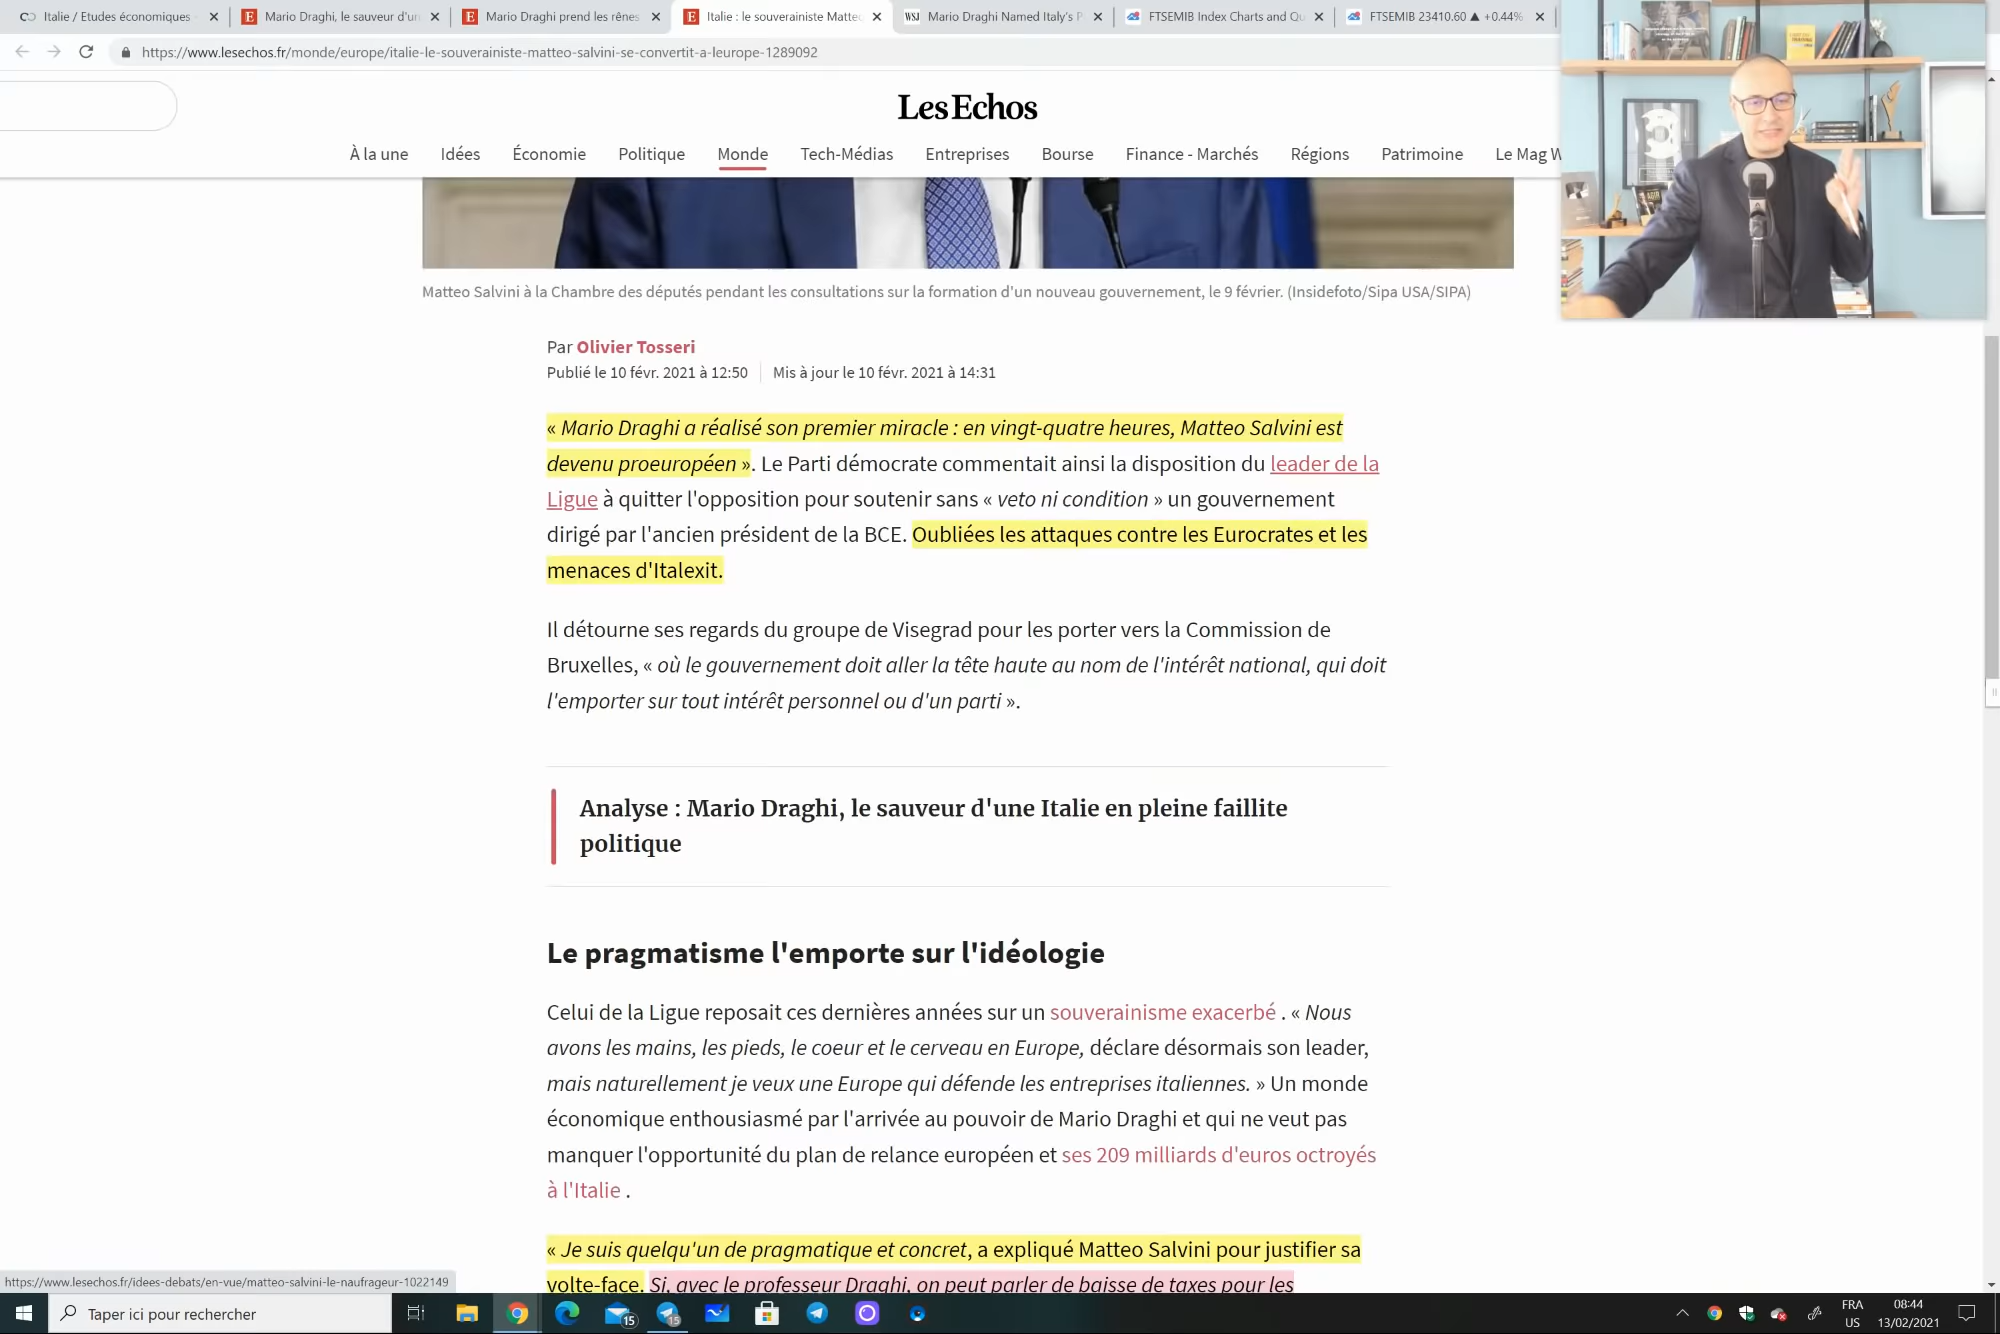 Italie / Etudes économiques
Mario Draghi, le sauveur d'un
Mario Draghi prend les rênes
Italie : le souverainiste Matteo
WSJ
Mario Draghi Named Italy's P
FTSEMIB Index Charts and Qu
FTSEMIB 23410.60 ▲ +0.44%
https://www.lesechos.fr/monde/europe/italie-le-souverainiste-matteo-salvini-se-convertit-a-leurope-1289092
Les Echos
À la une
Idées
Économie
Politique
Monde
Tech-Médias
Entreprises
Bourse
Finance - Marchés
Régions
Patrimoine
Le Mag W
Matteo Salvini à la Chambre des députés pendant les consultations sur la formation d'un nouveau gouvernement, le 9 février. (Insidefoto/Sipa USA/SIPA)
Par Olivier Tosseri
Publié le 10 févr. 2021 à 12:50
Mis à jour le 10 févr. 2021 à 14:31
« Mario Draghi a réalisé son premier miracle : en vingt-quatre heures, Matteo Salvini est
devenu proeuropéen ». Le Parti démocrate commentait ainsi la disposition du leader de la
Ligue à quitter l'opposition pour soutenir sans « veto ni condition » un gouvernement
dirigé par l'ancien président de la BCE. Oubliées les attaques contre les Eurocrates et les
menaces d'Italexit.
Il détourne ses regards du groupe de Visegrad pour les porter vers la Commission de
Bruxelles, « où le gouvernement doit aller la tête haute au nom de l'intérêt national, qui doit
l'emporter sur tout intérêt personnel ou d'un parti ».
Analyse : Mario Draghi, le sauveur d'une Italie en pleine faillite
politique
Le pragmatisme l'emporte sur l'idéologie
Celui de la Ligue reposait ces dernières années sur un souverainisme exacerbé . « Nous
avons les mains, les pieds, le coeur et le cerveau en Europe, déclare désormais son leader,
mais naturellement je veux une Europe qui défende les entreprises italiennes. » Un monde
économique enthousiasmé par l'arrivée au pouvoir de Mario Draghi et qui ne veut pas
manquer l'opportunité du plan de relance européen et ses 209 milliards d'euros octroyés
à l'Italie .
« Je suis quelqu'un de pragmatique et concret, a expliqué Matteo Salvini pour justifier sa
volte-face. Si, avec le professeur Draghi, on peut parler de baisse de taxes pour les
https://www.lesechos.fr/idees-debats/en-vue/matteo-salvini-le-naufrageur-1022149
Taper ici pour rechercher
15
15
FRA
US
08:44
13/02/2021